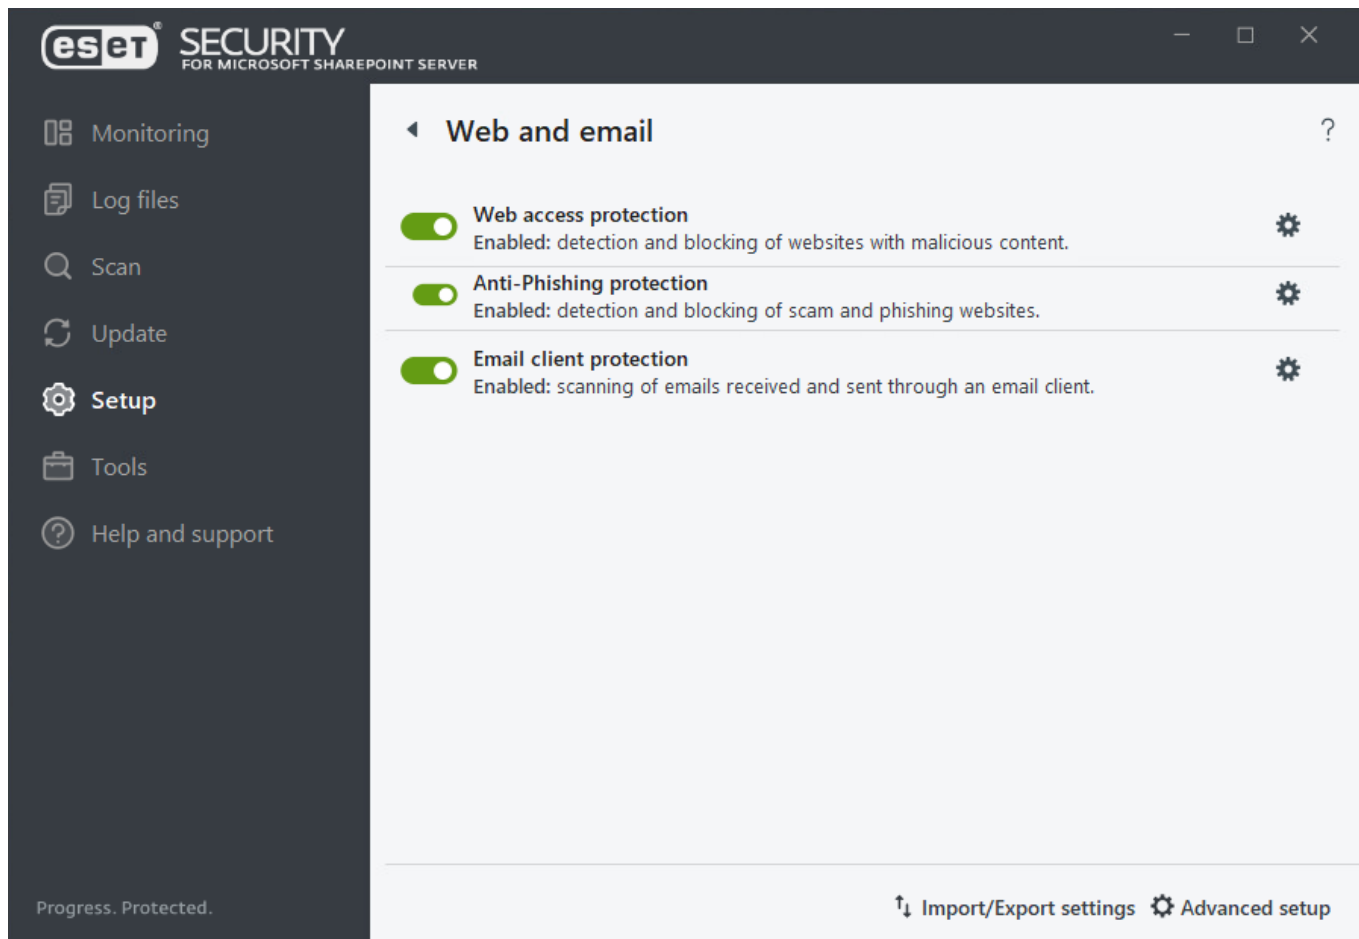 eset® SECURITY
FOR MICROSOFT SHAREPOINT SERVER
Monitoring
Log files
Scan
Update
Setup
Tools
Help and support
Progress. Protected.
Web and email
?
Web access protection
Enabled: detection and blocking of websites with malicious content.
Anti-Phishing protection
Enabled: detection and blocking of scam and phishing websites.
Email client protection
Enabled: scanning of emails received and sent through an email client.
Import/Export settings Advanced setup